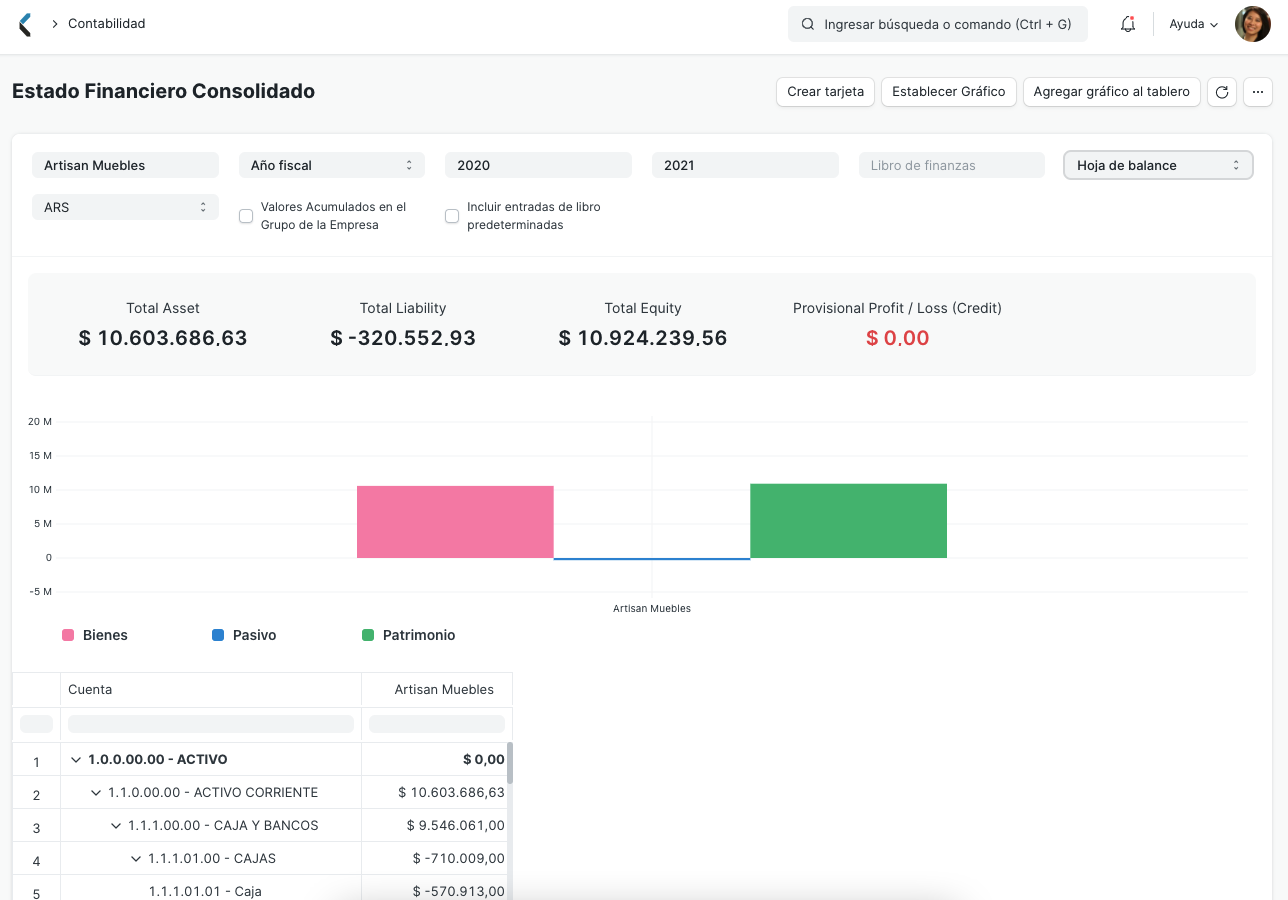 Contabilidad
Ingresar búsqueda o comando (Ctrl + G)
Ayuda
Estado Financiero Consolidado
Crear tarjeta
Establecer Gráfico
Agregar gráfico al tablero
...
Artisan Muebles
Año fiscal
2020
2021
Libro de finanzas
Hoja de balance
ARS
Valores Acumulados en el
Grupo de la Empresa
Incluir entradas de libro
predeterminadas
Total Asset
$ 10.603.686,63
Total Liability
$ -320.552,93
Total Equity
$ 10.924.239,56
Provisional Profit / Loss (Credit)
$ 0,00
20 M
15 M
10 M
5 M
0
-5 M
Artisan Muebles
Bienes
Pasivo
Patrimonio
Cuenta Artisan Muebles
1 1.0.0.00.00 - ACTIVO $ 0,00
2 1.1.0.00.00 - ACTIVO CORRIENTE $ 10.603.686,63
3 1.1.1.00.00 - CAJA Y BANCOS $ 9.546.061,00
4 1.1.1.01.00 - CAJAS $ -710.009,00
5 1.1.1.01.01 - Caja $ -570.913,00